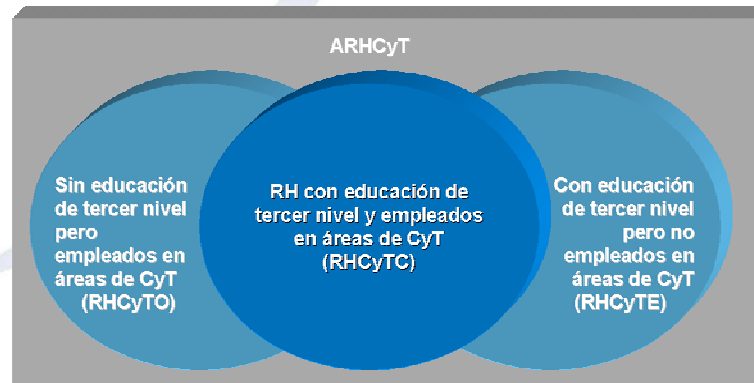 ARHCyT
Sin educación
de tercer nivel
pero
empleados en
áreas de CyT
(RHCyTO)
RH con educación de
tercer nivel y empleados
en áreas de CyT
(RHCyTC)
Con educación
de tercer nivel
pero no
empleados en
áreas de CyT
(RHCyTE)